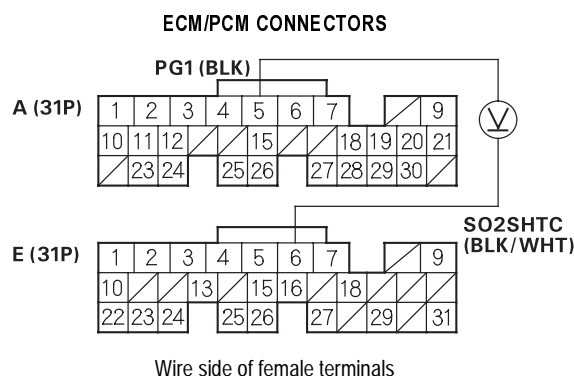 ECM/PCM CONNECTORS
PG1 (BLK)
A (31P)
1 2 3 4 5 6 7 9
10 11 12 15 18 19 20 21
23 24 25 26 27 28 29 30
V
SO2SHTC
(BLK/WHT)
E (31P)
1 2 3 4 5 6 7 9
10 13 15 16 18
22 23 24 25 26 27 29 31
Wire side of female terminals